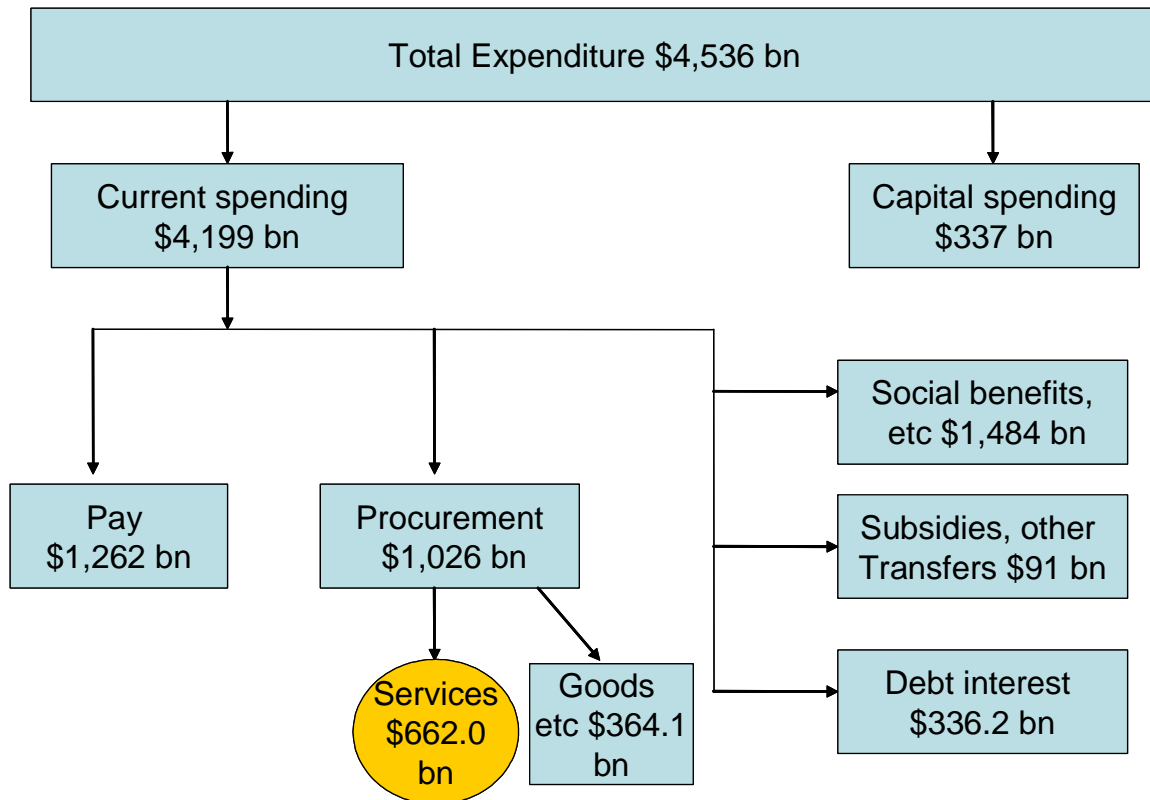 Total Expenditure $4,536 bn
Current spending
$4,199 bn
Capital spending
$337 bn
Social benefits,
etc $1,484 bn
Pay
$1,262 bn
Procurement
$1,026 bn
Subsidies, other
Transfers $91 bn
Services
$662.0
bn
Goods
etc $364.1
bn
Debt interest
$336.2 bn